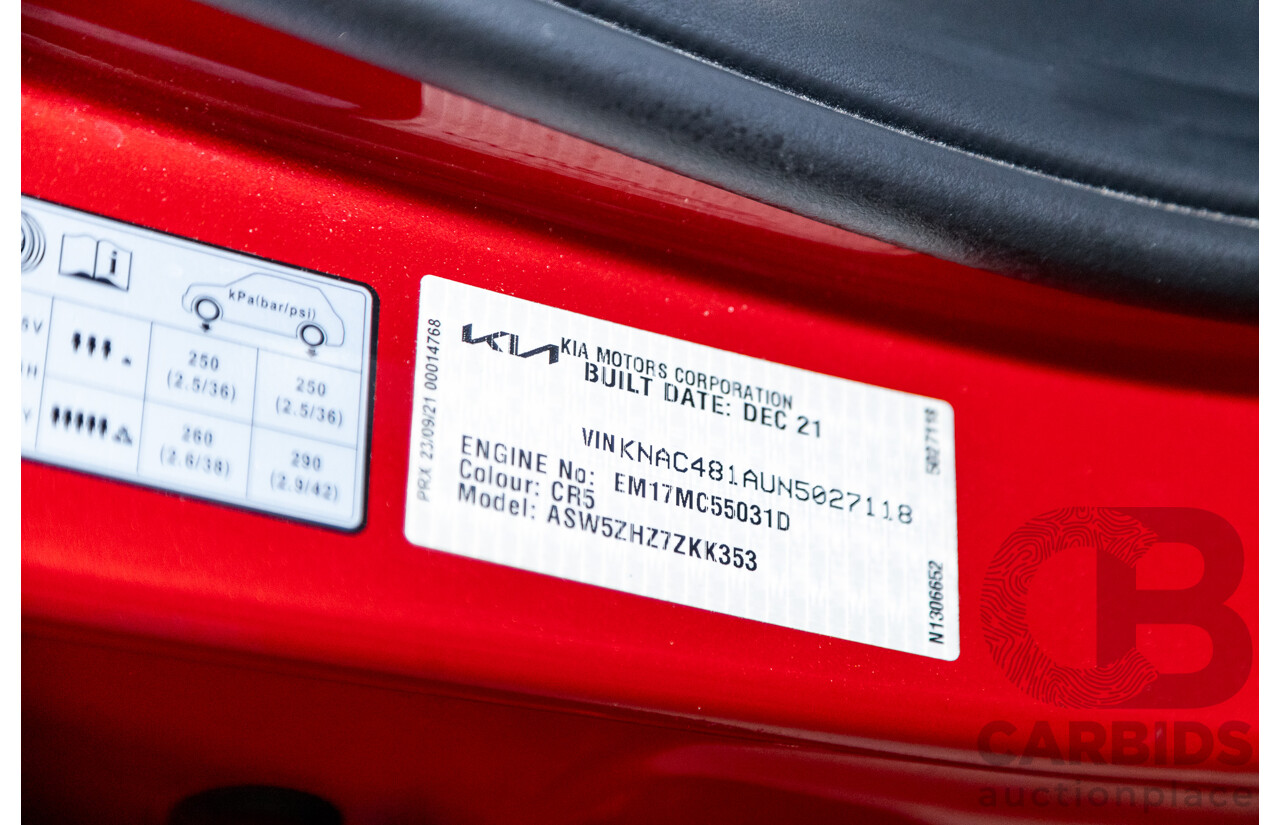 kPa(bar/psi)
250
(2.5/36)
250
(2.5/36)
260
(2.6/38)
290
(2.9/42)
PRX 23/09/21 00014768
KIA KIA MOTORS CORPORATION
BUILT DATE: DEC 21
VIN KNAC481AUN5027118
ENGINE No: EM17MC55031D
Colour: CR5
Model: ASW5ZHZ7ZKK353
5027118
N1306652
CB
CARBIDS
auctionplace